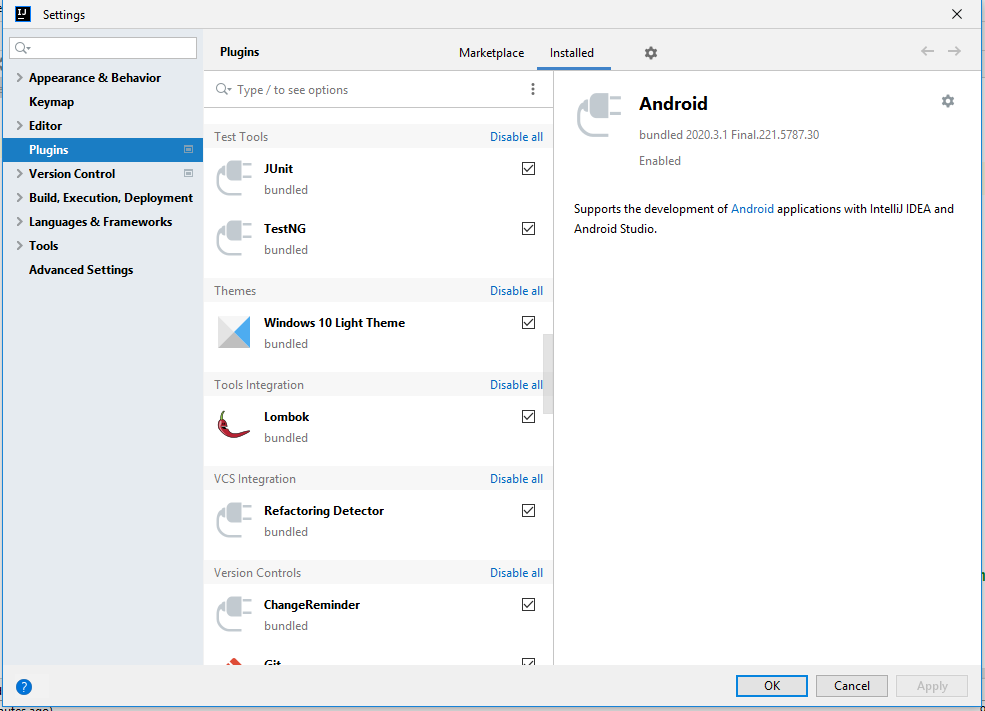 Settings
Appearance & Behavior
Keymap
Editor
Plugins
Version Control
Build, Execution, Deployment
Languages & Frameworks
Tools
Advanced Settings
Plugins
Marketplace
Installed
Type / to see options
Test Tools
Disable all
JUnit
bundled
TestNG
bundled
Themes
Disable all
Windows 10 Light Theme
bundled
Tools Integration
Disable all
Lombok
bundled
VCS Integration
Disable all
Refactoring Detector
bundled
Version Controls
Disable all
ChangeReminder
bundled
Git
Android
bundled 2020.3.1 Final.221.5787.30
Enabled
Supports the development of Android applications with IntelliJ IDEA and
Android Studio.
?
OK
Cancel
Apply